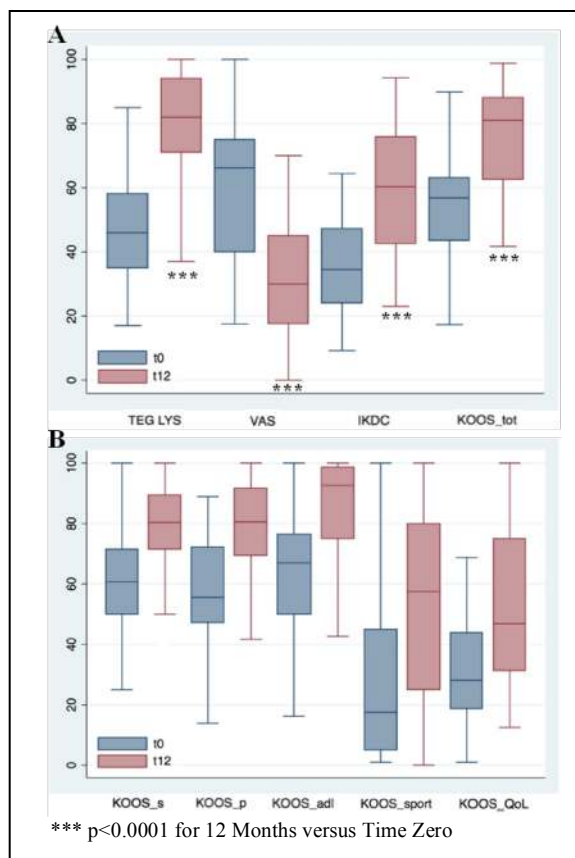 A
100
80
60
40
20
0
*** *** *** ***
t0
t12
TEG LYS VAS IKDC KOOS_tot
B
100
80
60
40
20
0
t0
t12
KOOS_s KOOS_p KOOS_adl KOOS_sport KOOS_QoL
*** p<0.0001 for 12 Months versus Time Zero